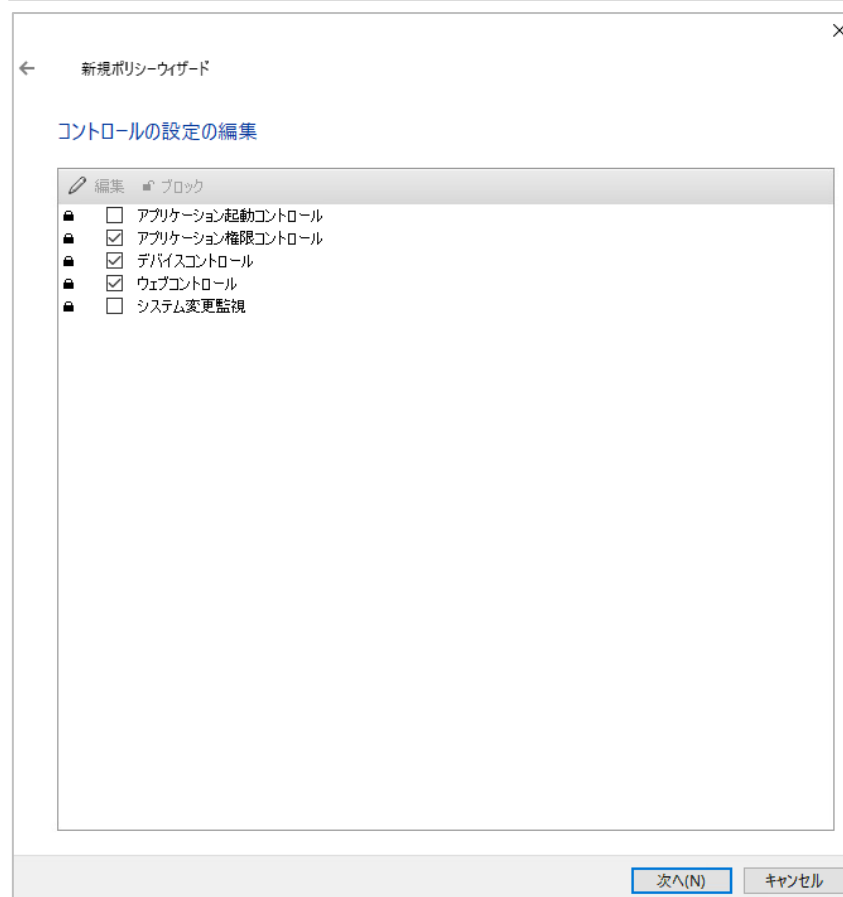 新規ポリシーウィザード
コントロールの設定の編集
編集 ブロック
アプリケーション起動コントロール
アプリケーション権限コントロール
デバイスコントロール
ウェブコントロール
システム変更監視
次へ(N) キャンセル